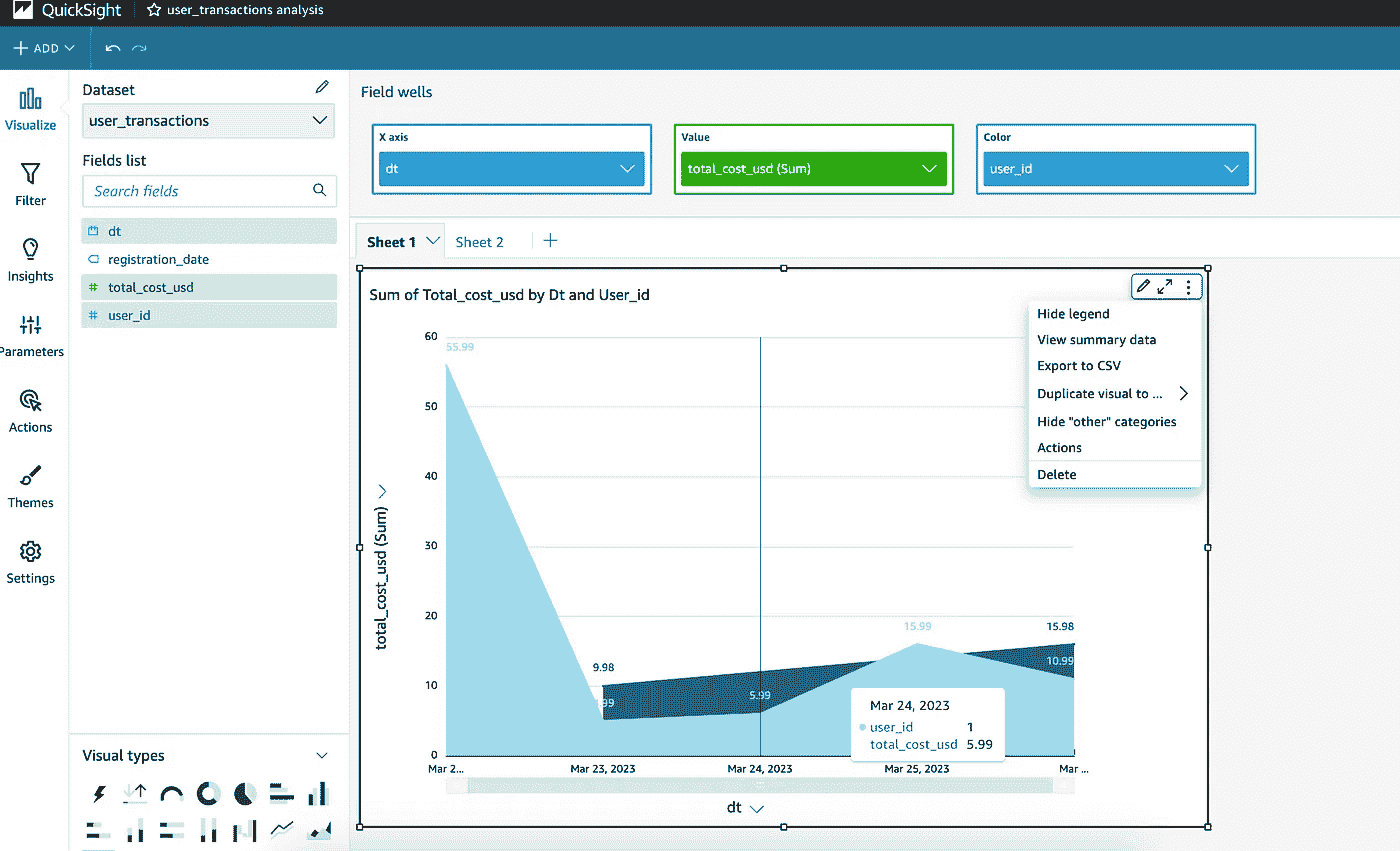 QuickSight
user_transactions analysis
ADD
Visualize
Filter
Insights
Parameters
Actions
Themes
Settings
Dataset
user_transactions
Fields list
Search fields
dt
registration_date
total_cost_usd
user_id
Visual types
Field wells
X axis
dt
Value
total_cost_usd (Sum)
Color
user_id
Sheet 1
Sheet 2
Sum of Total_cost_usd by Dt and User_id
Hide legend
View summary data
Export to CSV
Duplicate visual to ...
Hide "other" categories
Actions
Delete
total_cost_usd (Sum)
60
50
40
30
20
10
0
55.99
9.98
.99
5.99
15.99
15.98
10.99
Mar 24, 2023
user_id 1
total_cost_usd 5.99
Mar 2...
Mar 23, 2023
Mar 24, 2023
Mar 25, 2023
Mar ...
dt